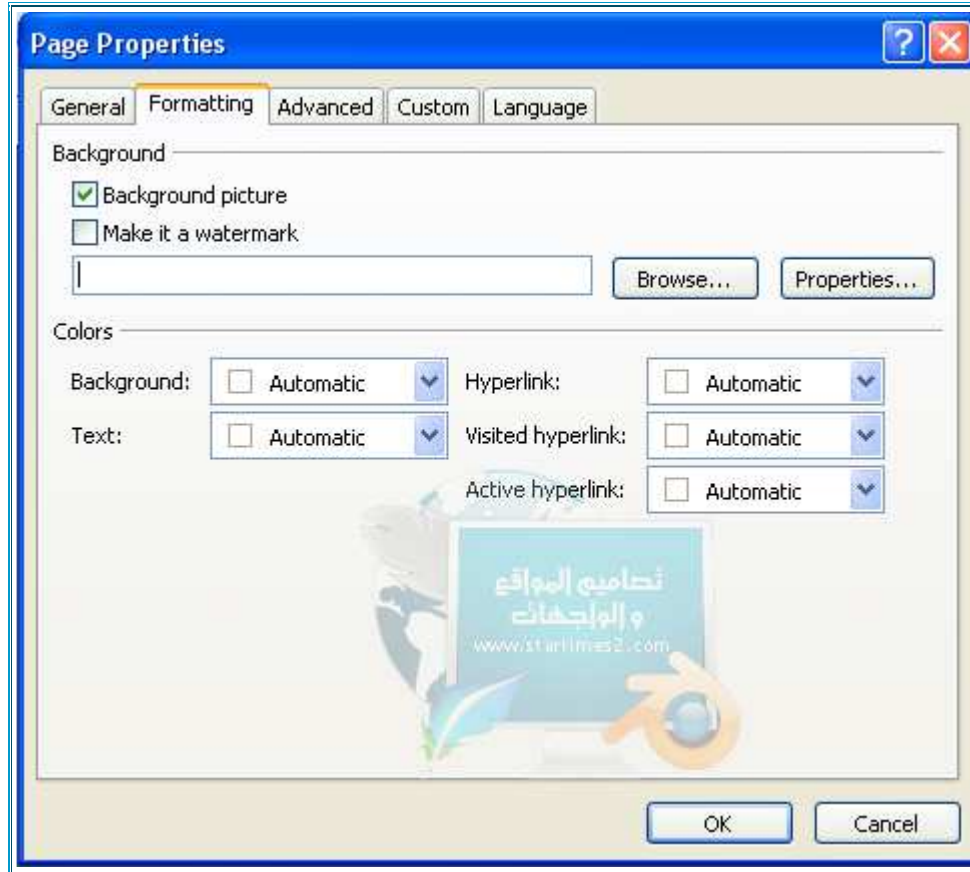 Page Properties
General Formatting Advanced Custom Language
Background
Background picture
Make it a watermark
Browse... Properties...
Colors
Background: Automatic Hyperlink: Automatic
Text: Automatic Visited hyperlink: Automatic
Active hyperlink: Automatic
تصاميم المواقع
و الواجهات
www.startimes2.com
OK Cancel